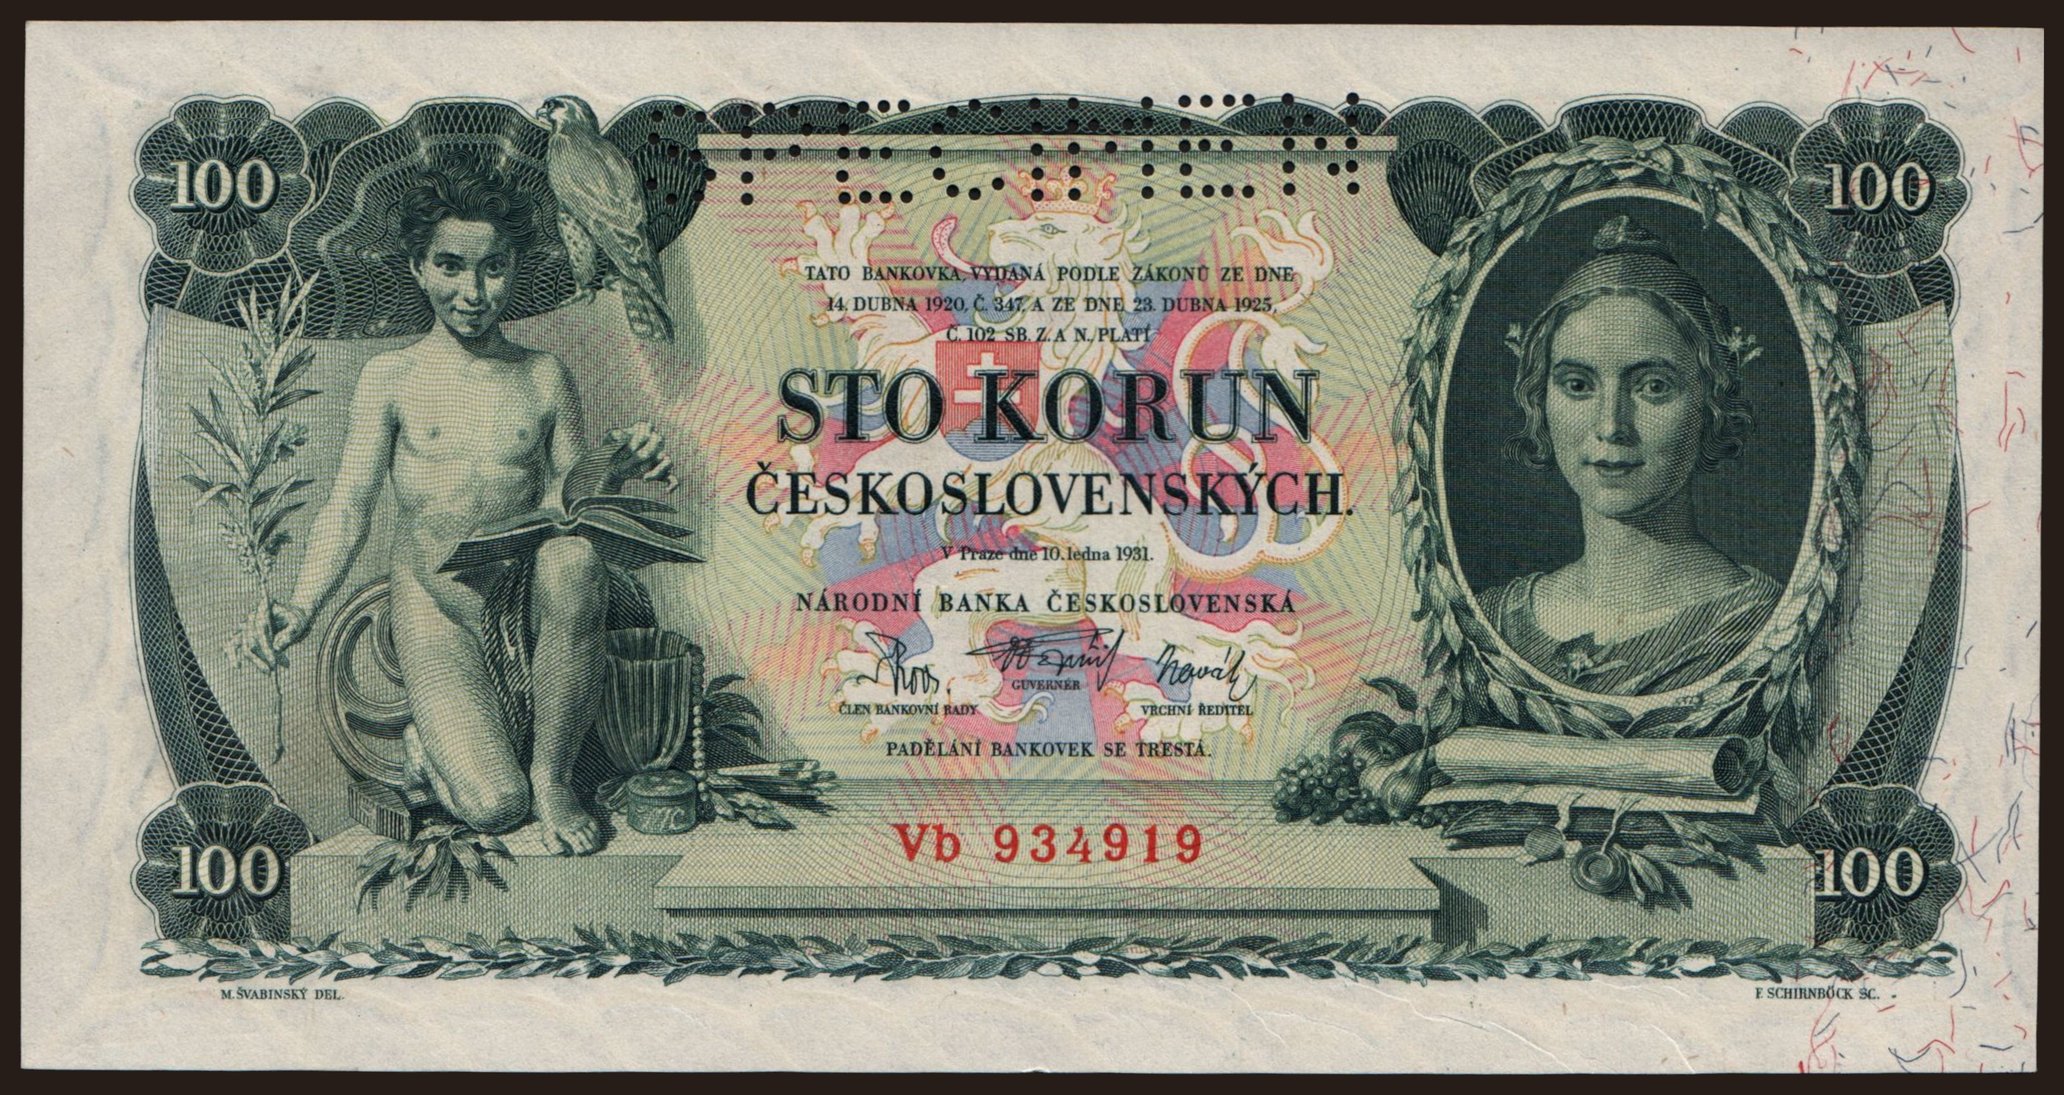 SPECIMEN
100
100
TATO BANKOVKA, VYDANÁ PODLE ZÁKONŮ ZE DNE
14. DUBNA 1920, Č. 347, A ZE DNE 23. DUBNA 1925,
Č. 102 SB. Z. A N., PLATÍ
STO KORUN
ČESKOSLOVENSKÝCH.
V Praze dne 10. ledna 1931.
NÁRODNÍ BANKA ČESKOSLOVENSKÁ
GUVERNÉR
ČLEN BANKOVNÍ RADY
VRCHNÍ ŘEDITEL
PADĚLÁNÍ BANKOVEK SE TRESTÁ.
Vb 934919
100
100
M. ŠVABINSKÝ DEL.
F. SCHIRNBÖCK SC.